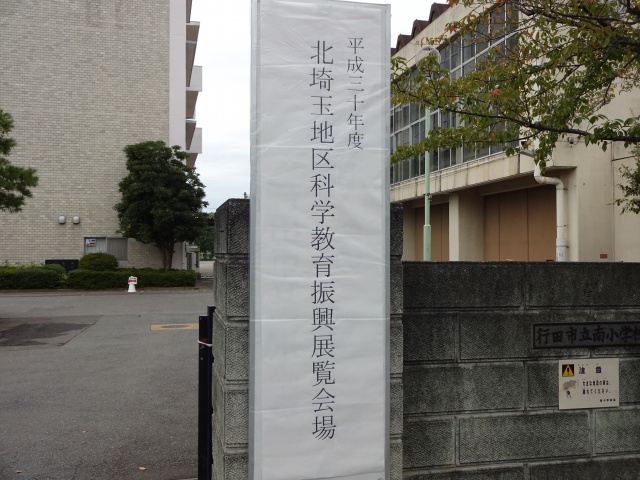 平成三十年度
北埼玉地区科学教育振興展覧会場
行田市立南小学校
注意